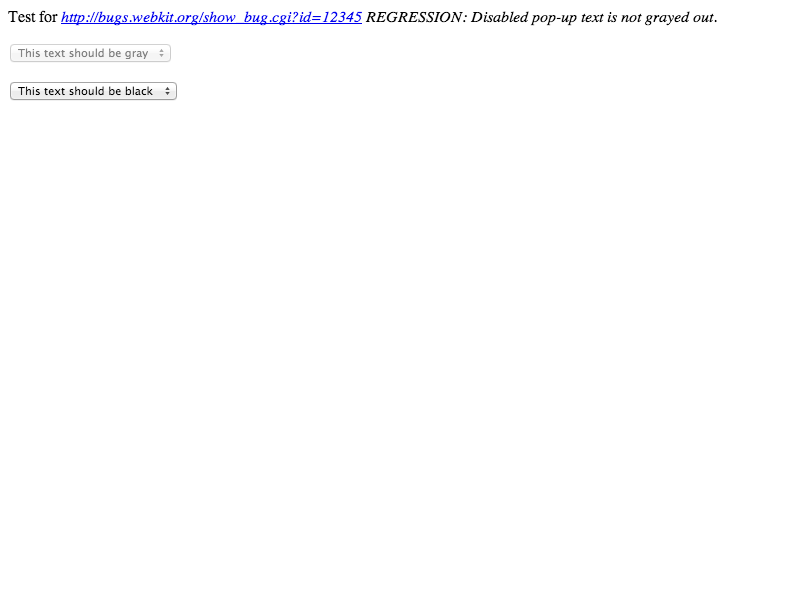 Test for http://bugs.webkit.org/show_bug.cgi?id=12345 REGRESSION: Disabled pop-up text is not grayed out.
This text should be gray
This text should be black